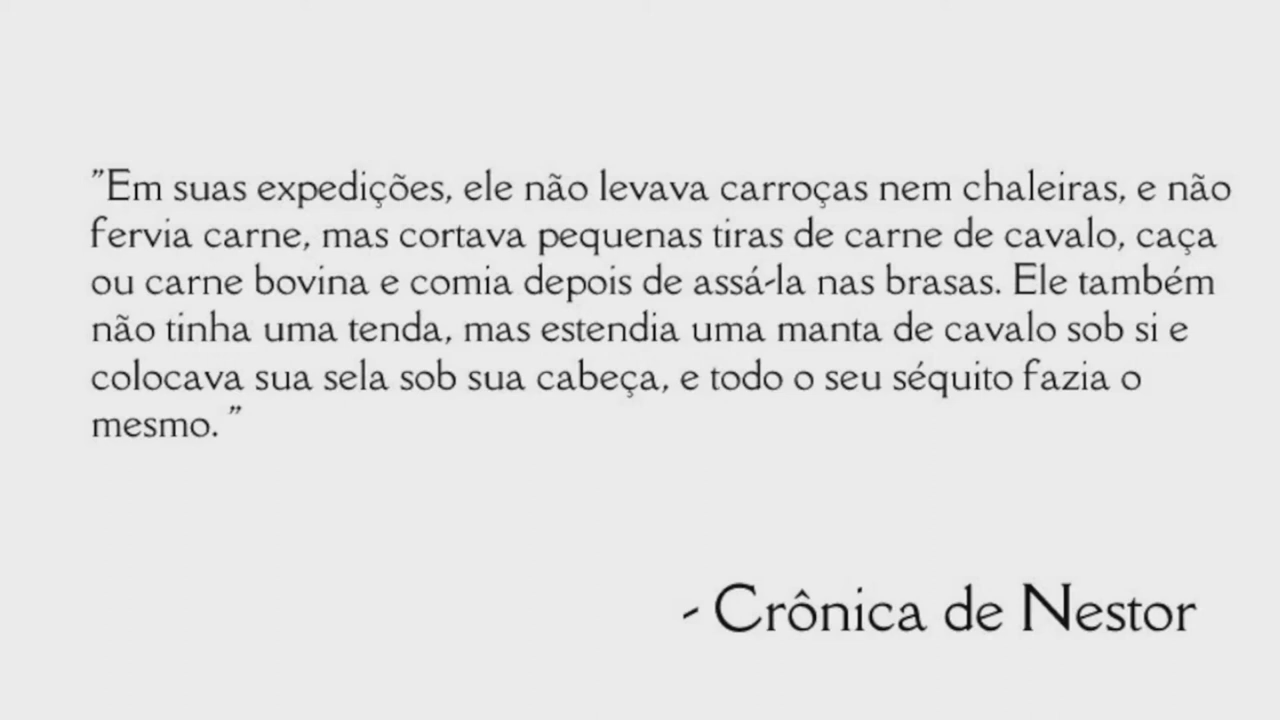 "Em suas expedições, ele não levava carroças nem chaleiras, e não
fervia carne, mas cortava pequenas tiras de carne de cavalo, caça
ou carne bovina e comia depois de assá-la nas brasas. Ele também
não tinha uma tenda, mas estendia uma manta de cavalo sob si e
colocava sua sela sob sua cabeça, e todo o seu séquito fazia o
mesmo. "
- Crônica de Nestor